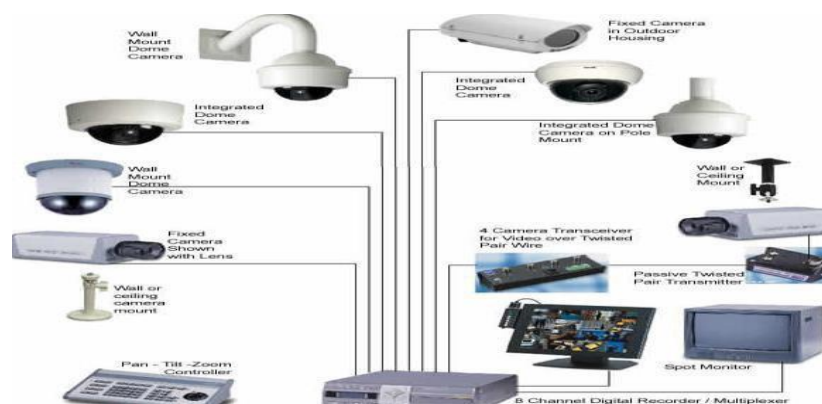 Wall
Mount
Dome
Camera
Fixed Camera
in Outdoor
Housing
Integrated
Dome
Camera
Integrated
Dome
Camera
Integrated Dome
Camera on Pole
Mount
Wall
Mount
Dome
Camera
Wall or
Ceiling
Mount
Fixed
Camera
Shown
with Lens
4 Camera Transceiver
for Video over Twisted
Pair Wire
Passive Twisted
Pair Transmitter
Wall or
ceiling
camera
mount
Pan - Tilt -Zoom
Controller
Spot Monitor
8 Channel Digital Recorder / Multiplexer